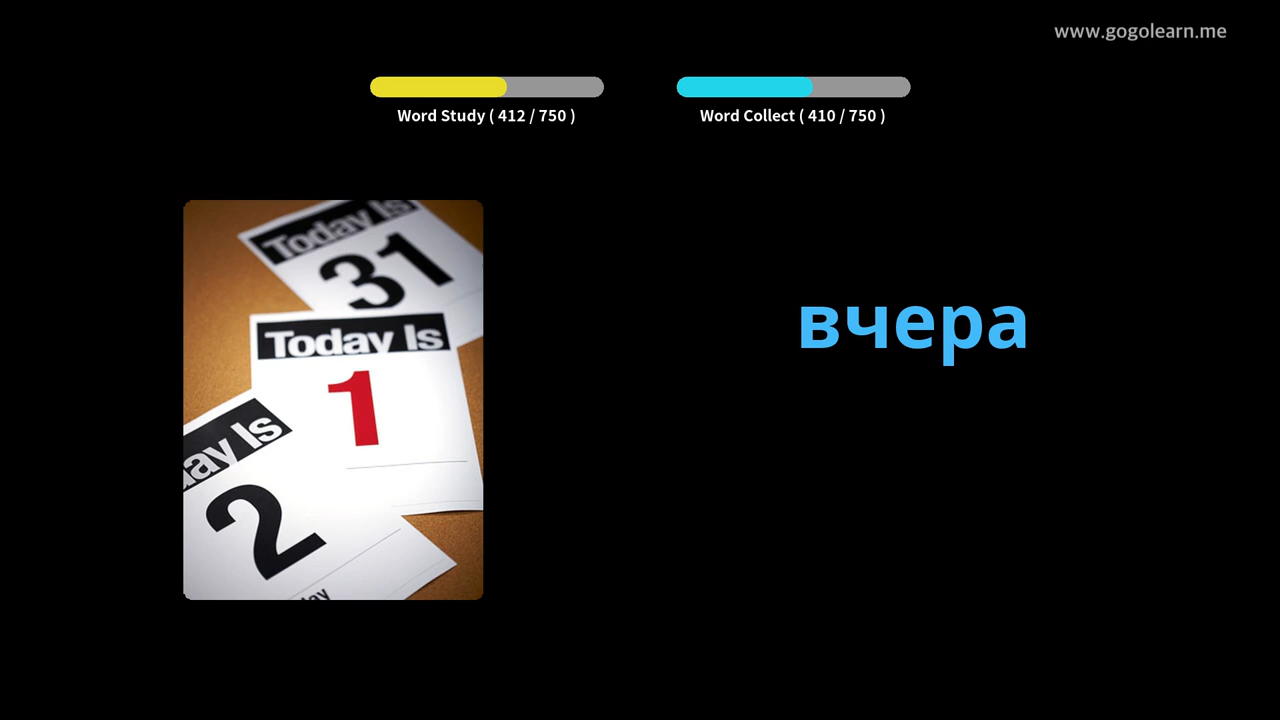 www.gogolearn.me
Word Study ( 412 / 750 )
Word Collect ( 410 / 750 )
Today Is
31
Today Is
1
ay Is
2
ay
вчера